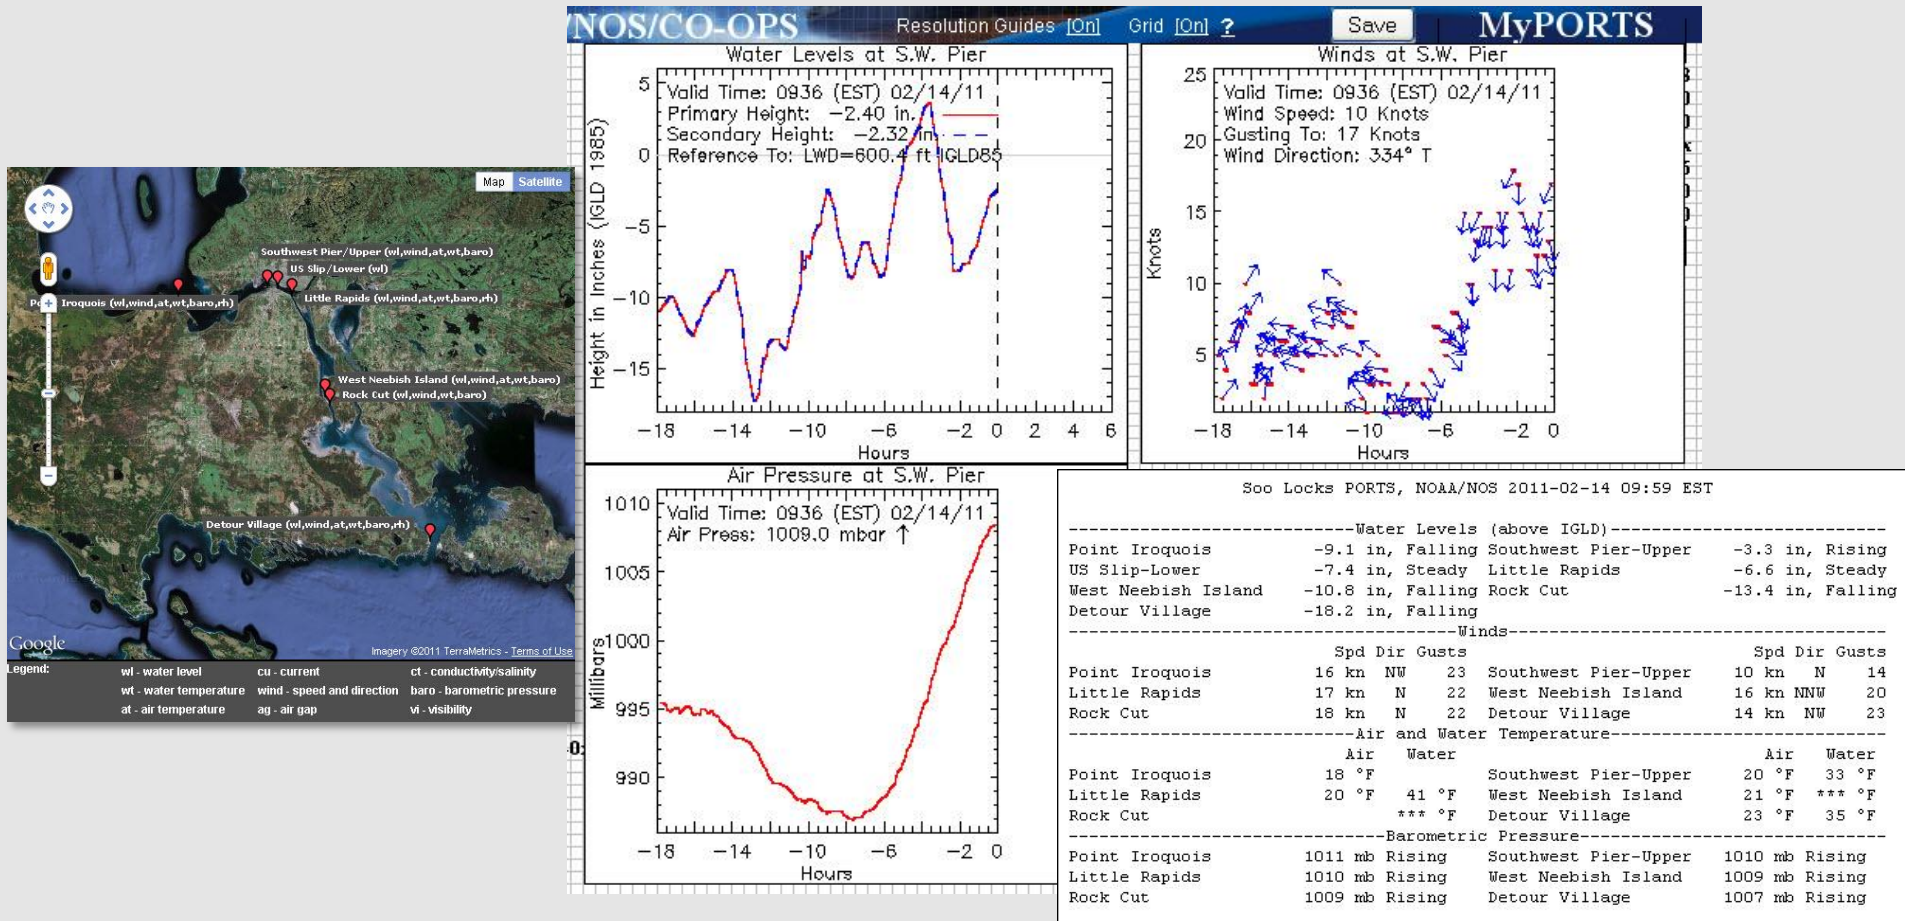 Map Satellite
Southwest Pier/Upper (wl,wind,at,wt,baro)
US Slip/Lower (wl)
Iroquois (wl,wind,at,wt,baro,rh)
Little Rapids (wl,wind,at,wt,baro,rh)
West Neebish Island (wl,wind,at,wt,baro)
Rock Cut (wl,wind,wt,baro)
Detour Village (wl,wind,at,wt,baro,rh)
Google
Imagery ©2011 TerraMetrics - Terms of Use
Legend:
wl - water level cu - current ct - conductivity/salinity
wt - water temperature wind - speed and direction baro - barometric pressure
at - air temperature ag - air gap vi - visibility
/NOS/CO-OPS Resolution Guides [On] Grid [On] ? Save MyPORTS
Water Levels at S.W. Pier
Valid Time: 0936 (EST) 02/14/11
Primary Height: -2.40 in.
Secondary Height: -2.32 in.
Reference To: LWD=600.4 ft IGLD85
Height in Inches (IGLD 1985)
5
0
-5
-10
-15
-18 -14 -10 -6 -2 0 2 4 6
Hours
Winds at S.W. Pier
Valid Time: 0936 (EST) 02/14/11
Wind Speed: 10 Knots
Gusting To: 17 Knots
Wind Direction: 334° T
Knots
25
20
15
10
5
-18 -14 -10 -6 -2 0
Hours
Air Pressure at S.W. Pier
Valid Time: 0936 (EST) 02/14/11
Air Press: 1009.0 mbar ↑
Millibars
1010
1005
1000
995
990
-18 -14 -10 -6 -2 0
Hours
Soo Locks PORTS, NOAA/NOS 2011-02-14 09:59 EST
Water Levels (above IGLD)
Point Iroquois -9.1 in, Falling Southwest Pier-Upper -3.3 in, Rising
US Slip-Lower -7.4 in, Steady Little Rapids -6.6 in, Steady
West Neebish Island -10.8 in, Falling Rock Cut -13.4 in, Falling
Detour Village -18.2 in, Falling
Winds
Spd Dir Gusts Spd Dir Gusts
Point Iroquois 16 kn NW 23 Southwest Pier-Upper 10 kn N 14
Little Rapids 17 kn N 22 West Neebish Island 16 kn NNW 20
Rock Cut 18 kn N 22 Detour Village 14 kn NW 23
Air and Water Temperature
Air Water Air Water
Point Iroquois 18 °F Southwest Pier-Upper 20 °F 33 °F
Little Rapids 20 °F 41 °F West Neebish Island 21 °F *** °F
Rock Cut *** °F Detour Village 23 °F 35 °F
Barometric Pressure
Point Iroquois 1011 mb Rising Southwest Pier-Upper 1010 mb Rising
Little Rapids 1010 mb Rising West Neebish Island 1009 mb Rising
Rock Cut 1009 mb Rising Detour Village 1007 mb Rising